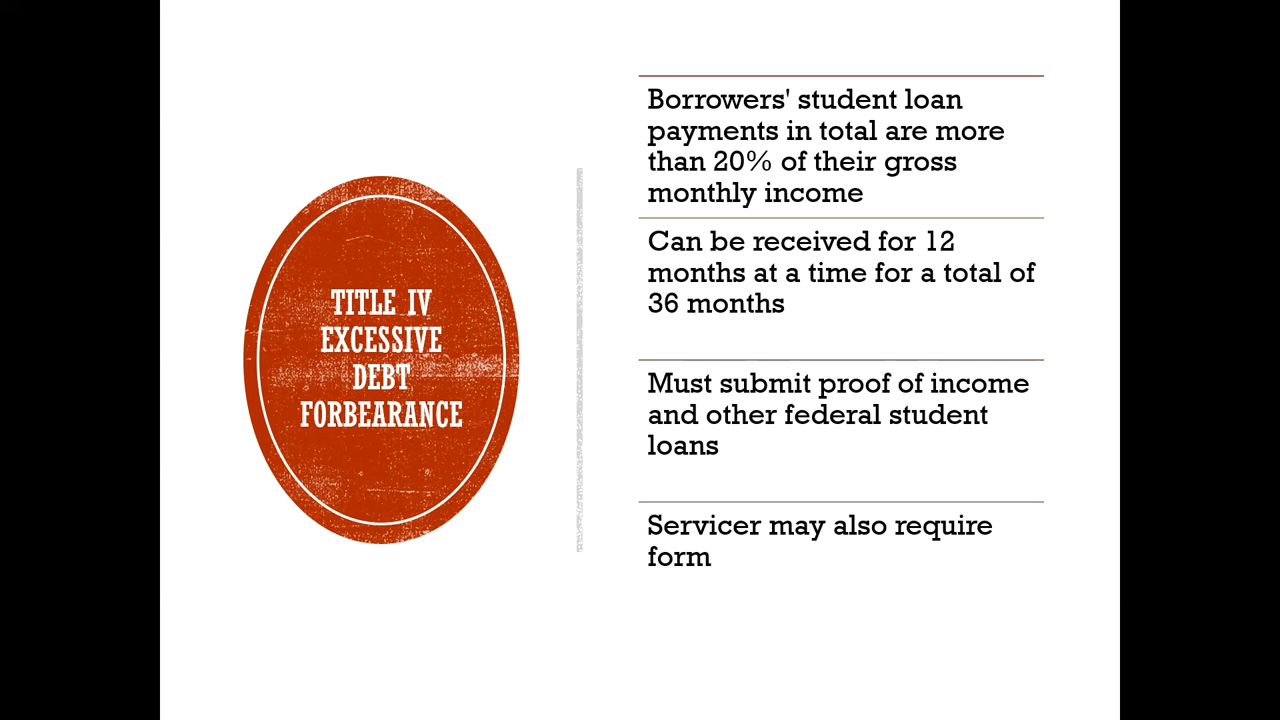 TITLE IV
EXCESSIVE
DEBT
FORBEARANCE
Borrowers' student loan
payments in total are more
than 20% of their gross
monthly income
Can be received for 12
months at a time for a total of
36 months
Must submit proof of income
and other federal student
loans
Servicer may also require
form